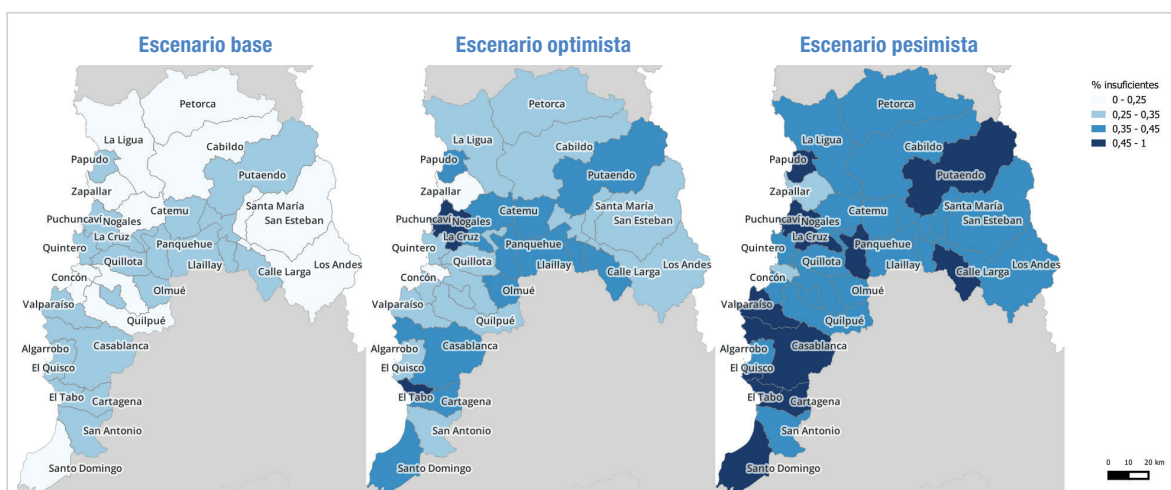 Escenario base
Escenario optimista
Escenario pesimista
Petorca
La Ligua
Cabildo
Papudo
Putaendo
Zapallar
Santa María
Catemu
San Esteban
Puchuncaví
Nogales
La Cruz
Panquehue
Quintero
Quillota
Llaillay
Los Andes
Concón
Calle Larga
Olmué
Valparaíso
Quilpué
Algarrobo
Casablanca
El Quisco
El Tabo
Cartagena
San Antonio
Santo Domingo
Petorca
La Ligua
Cabildo
Papudo
Putaendo
Zapallar
Santa María
Catemu
San Esteban
Puchuncaví
Nogales
La Cruz
Panquehue
Quintero
Quillota
Llaillay
Los Andes
Concón
Calle Larga
Olmué
Valparaíso
Quilpué
Algarrobo
Casablanca
El Quisco
El Tabo
Cartagena
San Antonio
Santo Domingo
Petorca
La Ligua
Cabildo
Papudo
Putaendo
Zapallar
Santa María
Catemu
San Esteban
Puchuncaví
Nogales
La Cruz
Panquehue
Quintero
Quillota
Llaillay
Los Andes
Concón
Calle Larga
Olmué
Valparaíso
Quilpué
Algarrobo
Casablanca
El Quisco
El Tabo
Cartagena
San Antonio
Santo Domingo
% insuficientes
0 - 0,25
0,25 - 0,35
0,35 - 0,45
0,45 - 1
0 10 20 km